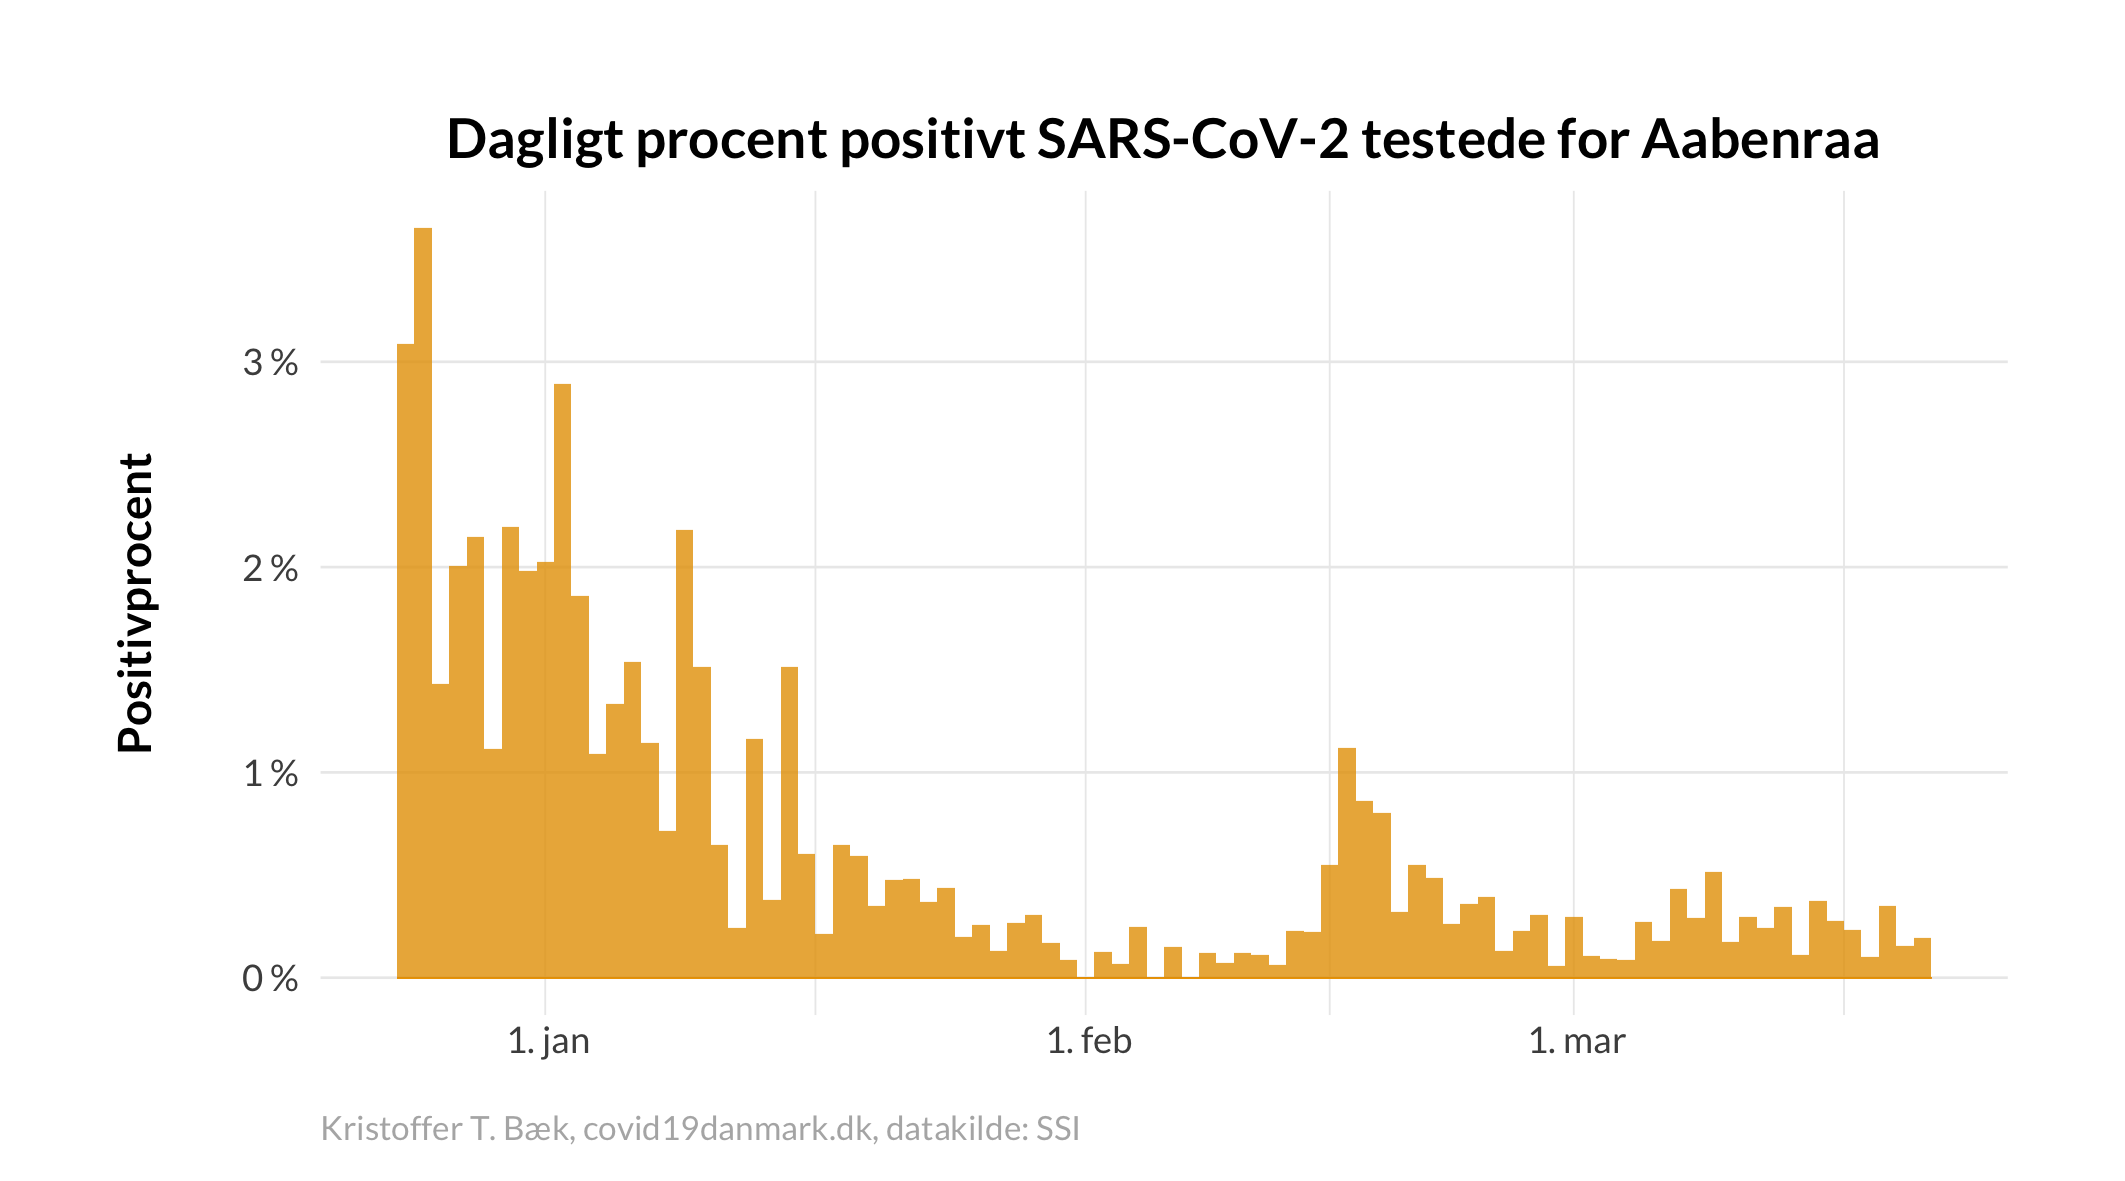 Dagligt procent positivt SARS-CoV-2 testede for Aabenraa
Positivprocent
3 %
2 %
1 %
0 %
1. jan
1. feb
1. mar
Kristoffer T. Bæk, covid19danmark.dk, datakilde: SSI